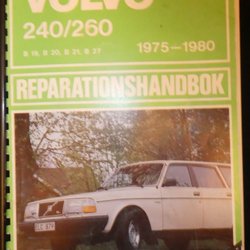 VOLVO
240/260
B 19, B 20, B 21, B 27
1975-1980
REPARATIONSHANDBOK